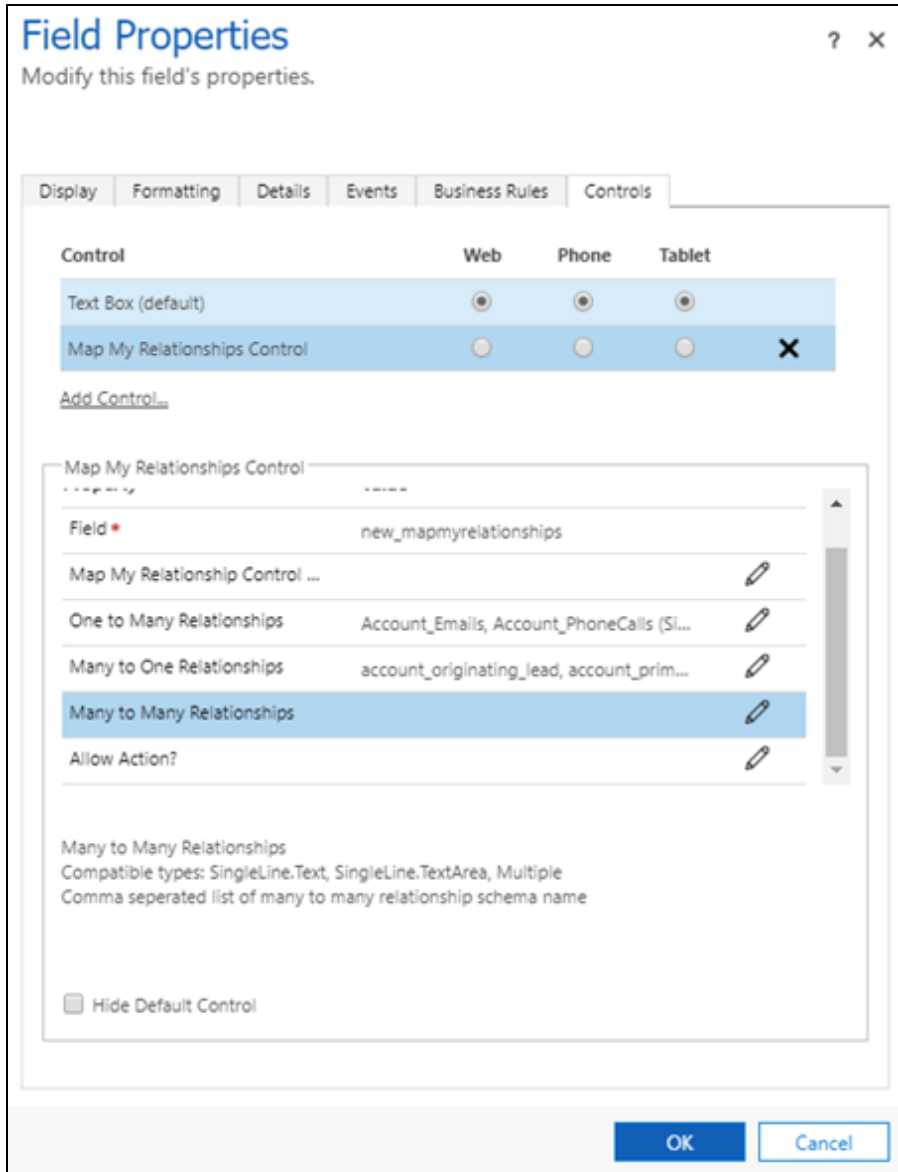 Field Properties
? ×
Modify this field's properties.
Display Formatting Details Events Business Rules Controls
Control Web Phone Tablet
Text Box (default)
Map My Relationships Control
Add Control...
Map My Relationships Control
Field * new_mapmyrelationships
Map My Relationship Control ...
One to Many Relationships Account_Emails, Account_PhoneCalls (Si...
Many to One Relationships account_originating_lead, account_prim...
Many to Many Relationships
Allow Action?
Many to Many Relationships
Compatible types: SingleLine.Text, SingleLine.TextArea, Multiple
Comma seperated list of many to many relationship schema name
Hide Default Control
OK Cancel